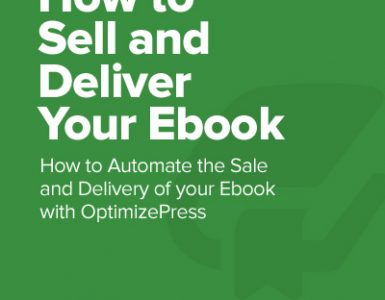 How to
Sell and
Deliver
Your Ebook
How to Automate the Sale
and Delivery of your Ebook
with OptimizePress